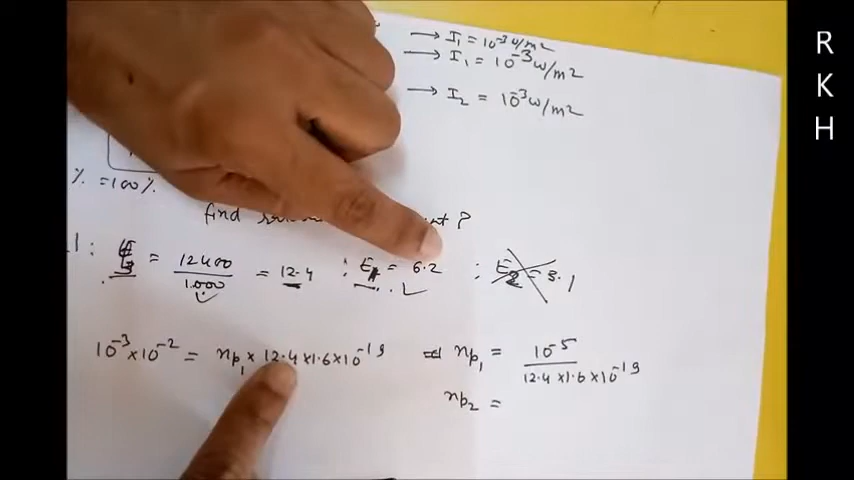 → I₁ = 10⁻³ w/m²
→ I₁ = 10⁻³ w/m²
→ I₂ = 10⁻³ w/m²
R
K
H
% = 100 %
find ?
: = 12400 / 1000 = 12.4 ; E = 6.2 ; E₂ = 3.1
10⁻³ × 10⁻² = np₁ × 12.4 × 1.6 × 10⁻¹⁹ ⇒ np₁ = 10⁻⁵ / 12.4 × 1.6 × 10⁻¹⁹
np₂ =